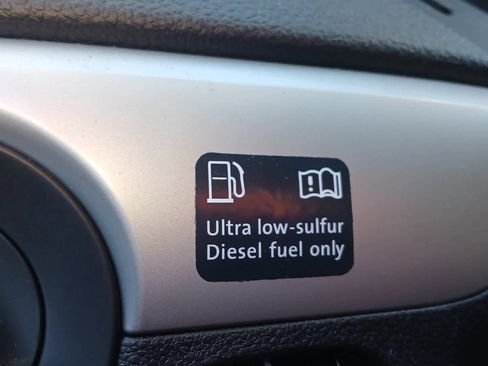 Ultra low-sulfur
Diesel fuel only